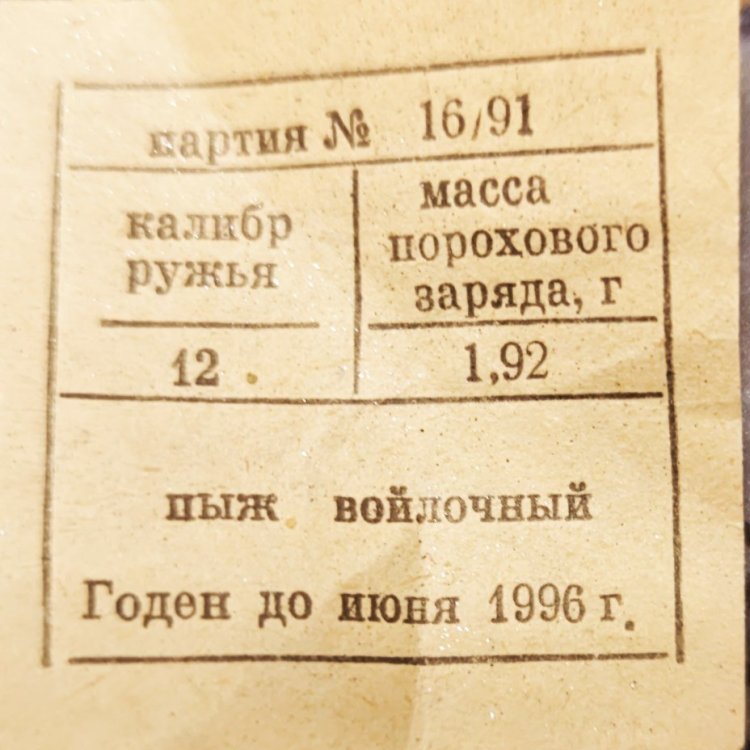 партия № 16/91
калибр ружья
масса порохового заряда, г
12
1,92
пыж войлочный
Годен до июня 1996 г.